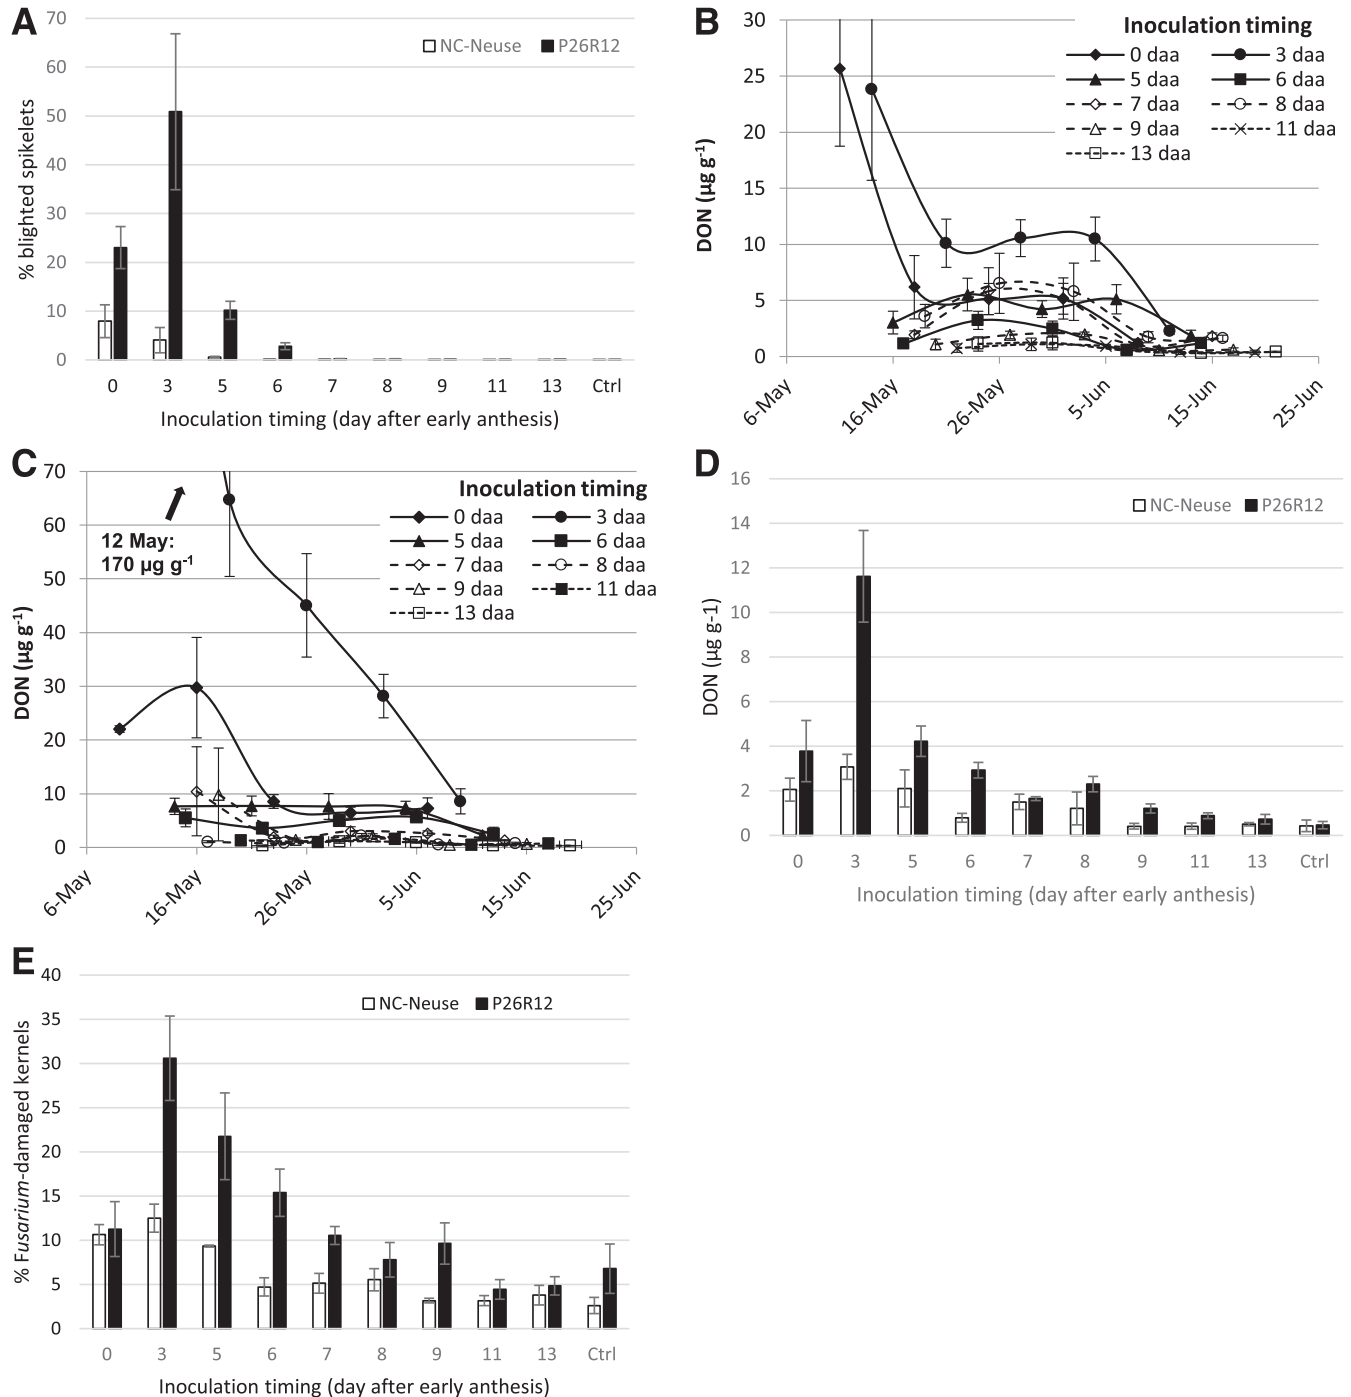 A
70
60
50
40
30
20
10
0
% blighted spikelets
NC-Neuse P26R12
0 3 5 6 7 8 9 11 13 Ctrl
Inoculation timing (day after early anthesis)
B
30
25
20
15
10
5
0
DON (µg g-1)
Inoculation timing
0 daa 3 daa
5 daa 6 daa
7 daa 8 daa
9 daa 11 daa
13 daa
6-May 16-May 26-May 5-Jun 15-Jun 25-Jun
C
70
60
50
40
30
20
10
0
DON (µg g-1)
12 May:
170 µg g-1
Inoculation timing
0 daa 3 daa
5 daa 6 daa
7 daa 8 daa
9 daa 11 daa
13 daa
6-May 16-May 26-May 5-Jun 15-Jun 25-Jun
D
16
14
12
10
8
6
4
2
0
DON (µg g-1)
NC-Neuse P26R12
0 3 5 6 7 8 9 11 13 Ctrl
Inoculation timing (day after early anthesis)
E
40
35
30
25
20
15
10
5
0
% Fusarium-damaged kernels
NC-Neuse P26R12
0 3 5 6 7 8 9 11 13 Ctrl
Inoculation timing (day after early anthesis)